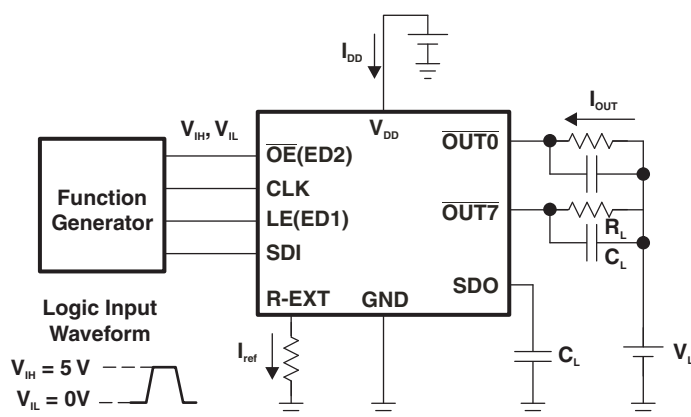 I_DD
V_IH, V_IL
I_OUT
V_DD
OE(ED2)
OUT0
Function
Generator
CLK
LE(ED1)
OUT7
SDI
R_L
C_L
SDO
R-EXT
GND
Logic Input
Waveform
I_ref
C_L
V_L
V_IH = 5 V
V_IL = 0V